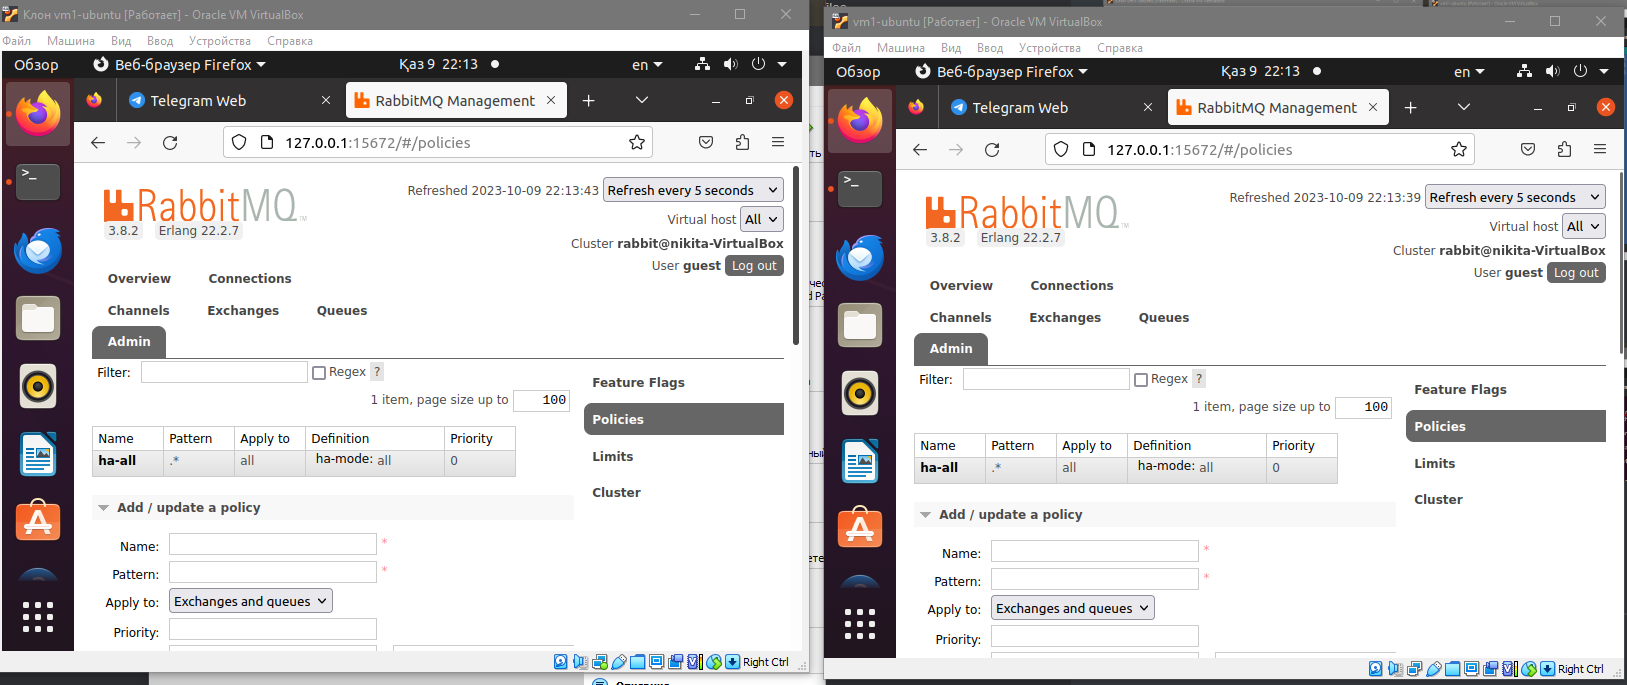 Клон vm1-ubuntu [Работает] - Oracle VM VirtualBox
Файл Машина Вид Ввод Устройства Справка
Обзор Веб-браузер Firefox Қаз 9 22:13 en
Telegram Web RabbitMQ Management
127.0.0.1:15672/#/policies
RabbitMQ TM
Refreshed 2023-10-09 22:13:43 Refresh every 5 seconds
Virtual host All
3.8.2 Erlang 22.2.7
Cluster rabbit@nikita-VirtualBox
User guest Log out
Overview Connections
Channels Exchanges Queues
Admin
Filter: Regex ?
1 item, page size up to 100
Name Pattern Apply to Definition Priority
ha-all .* all ha-mode: all 0
Add / update a policy
Name: *
Pattern: *
Apply to: Exchanges and queues
Priority:
Feature Flags
Policies
Limits
Cluster
Right Ctrl
vm1-ubuntu [Работает] - Oracle VM VirtualBox
Файл Машина Вид Ввод Устройства Справка
Обзор Веб-браузер Firefox Қаз 9 22:13 en
Telegram Web RabbitMQ Management
127.0.0.1:15672/#/policies
RabbitMQ TM
Refreshed 2023-10-09 22:13:39 Refresh every 5 seconds
Virtual host All
3.8.2 Erlang 22.2.7
Cluster rabbit@nikita-VirtualBox
User guest Log out
Overview Connections
Channels Exchanges Queues
Admin
Filter: Regex ?
1 item, page size up to 100
Name Pattern Apply to Definition Priority
ha-all .* all ha-mode: all 0
Add / update a policy
Name: *
Pattern: *
Apply to: Exchanges and queues
Priority:
Feature Flags
Policies
Limits
Cluster
Right Ctrl